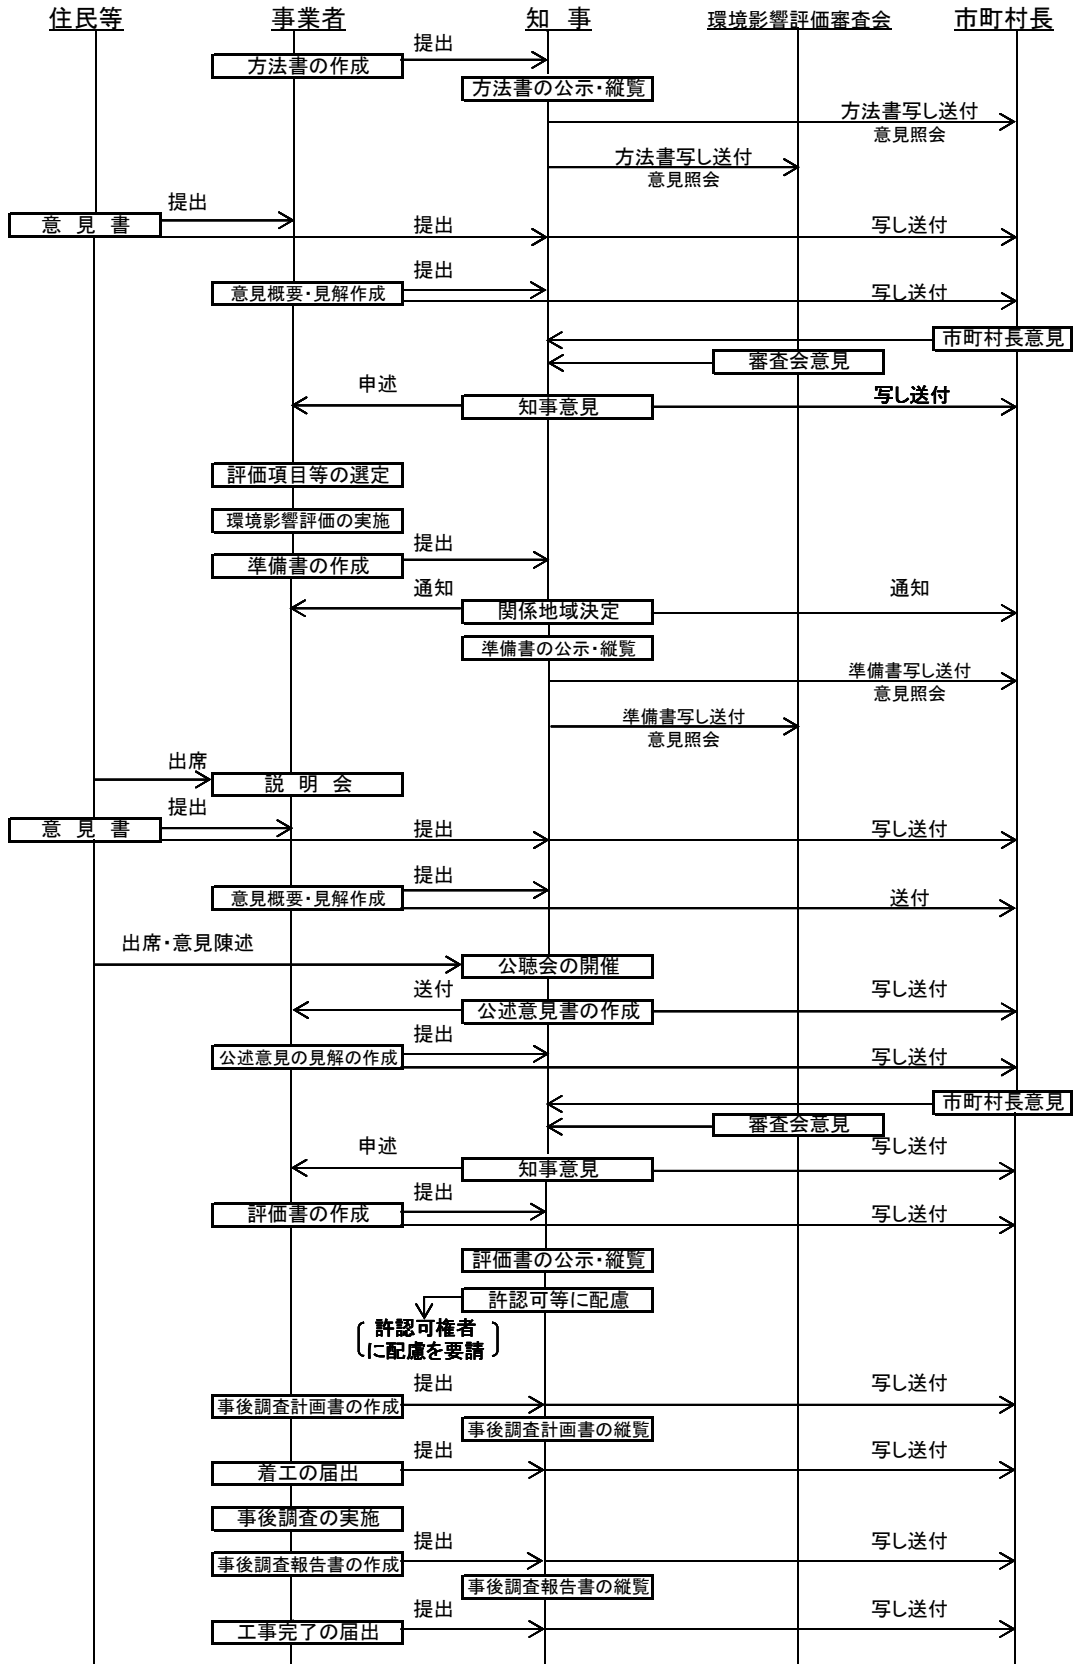 住民等 事業者 知 事 環境影響評価審査会 市町村長
提出
方法書の作成
方法書の公示・縦覧
方法書写し送付
意見照会
方法書写し送付
意見照会
提出
意 見 書 提出 写し送付
提出
意見概要・見解作成 写し送付
市町村長意見
審査会意見
申述 写し送付
知事意見
評価項目等の選定
環境影響評価の実施
提出
準備書の作成
通知 通知
関係地域決定
準備書の公示・縦覧
準備書写し送付
意見照会
準備書写し送付
意見照会
出席
説 明 会
提出
意 見 書 提出 写し送付
提出
意見概要・見解作成 送付
出席・意見陳述
公聴会の開催
送付 写し送付
公述意見書の作成
提出
公述意見の見解の作成 写し送付
市町村長意見
審査会意見
申述 写し送付
知事意見
提出
評価書の作成 写し送付
評価書の公示・縦覧
許認可等に配慮
許認可権者
に配慮を要請
提出 写し送付
事後調査計画書の作成
事後調査計画書の縦覧
提出 写し送付
着工の届出
事後調査の実施
提出 写し送付
事後調査報告書の作成
事後調査報告書の縦覧
提出 写し送付
工事完了の届出